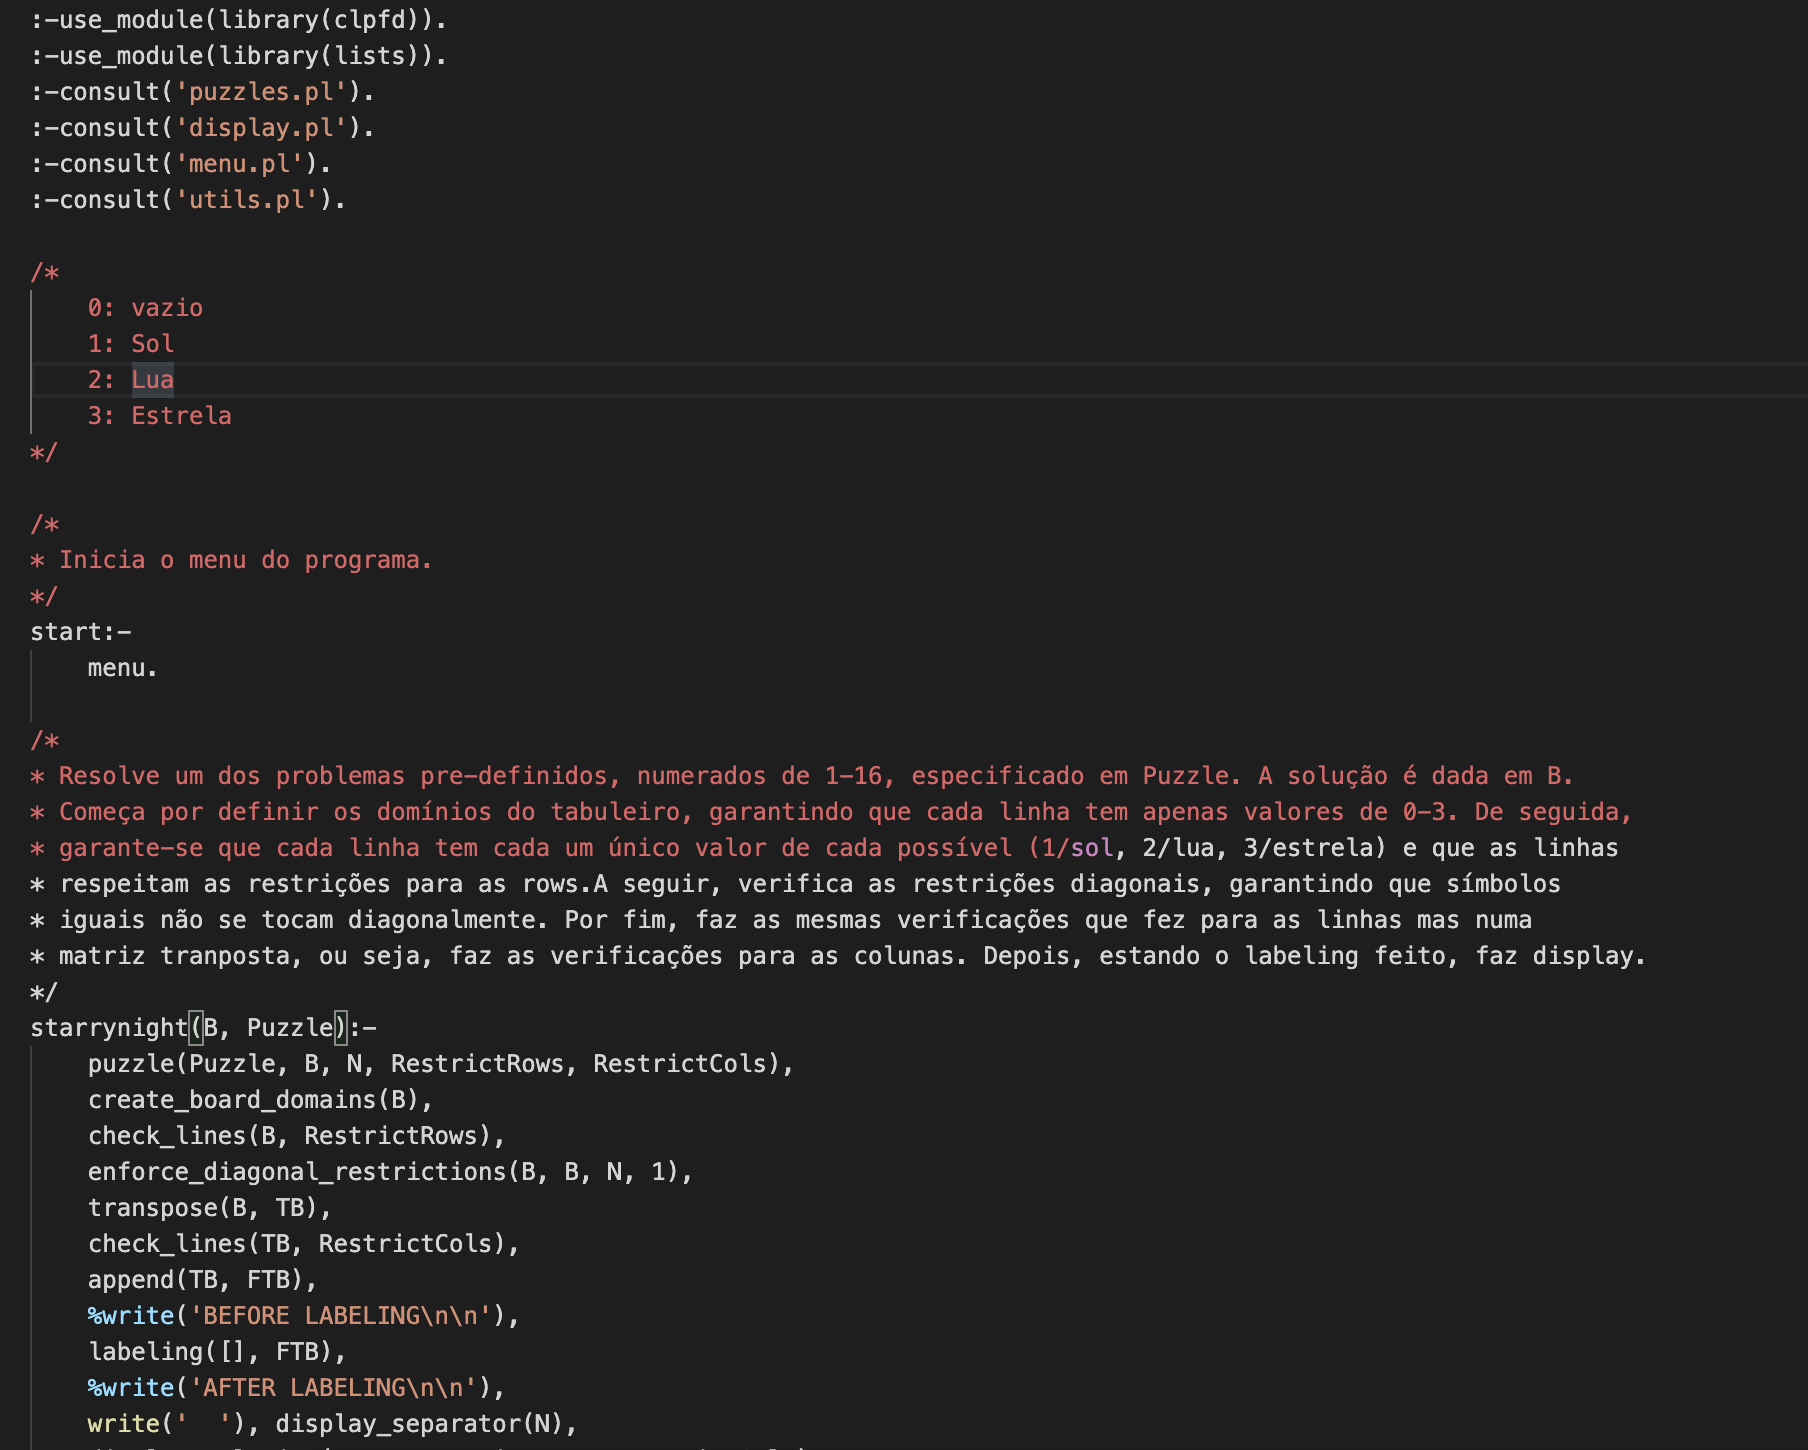 :-use_module(library(clpfd)).
:-use_module(library(lists)).
:-consult('puzzles.pl').
:-consult('display.pl').
:-consult('menu.pl').
:-consult('utils.pl').
/*
0: vazio
1: Sol
2: Lua
3: Estrela
*/
/*
* Inicia o menu do programa.
*/
start:-
menu.
/*
* Resolve um dos problemas pre-definidos, numerados de 1-16, especificado em Puzzle. A solução é dada em B.
* Começa por definir os domínios do tabuleiro, garantindo que cada linha tem apenas valores de 0-3. De seguida,
* garante-se que cada linha tem cada um único valor de cada possível (1/sol, 2/lua, 3/estrela) e que as linhas
* respeitam as restrições para as rows.A seguir, verifica as restrições diagonais, garantindo que símbolos
* iguais não se tocam diagonalmente. Por fim, faz as mesmas verificações que fez para as linhas mas numa
* matriz tranposta, ou seja, faz as verificações para as colunas. Depois, estando o labeling feito, faz display.
*/
starrynight(B, Puzzle):-
puzzle(Puzzle, B, N, RestrictRows, RestrictCols),
create_board_domains(B),
check_lines(B, RestrictRows),
enforce_diagonal_restrictions(B, B, N, 1),
transpose(B, TB),
check_lines(TB, RestrictCols),
append(TB, FTB),
%write('BEFORE LABELING\n\n'),
labeling([], FTB),
%write('AFTER LABELING\n\n'),
write('  '), display_separator(N),